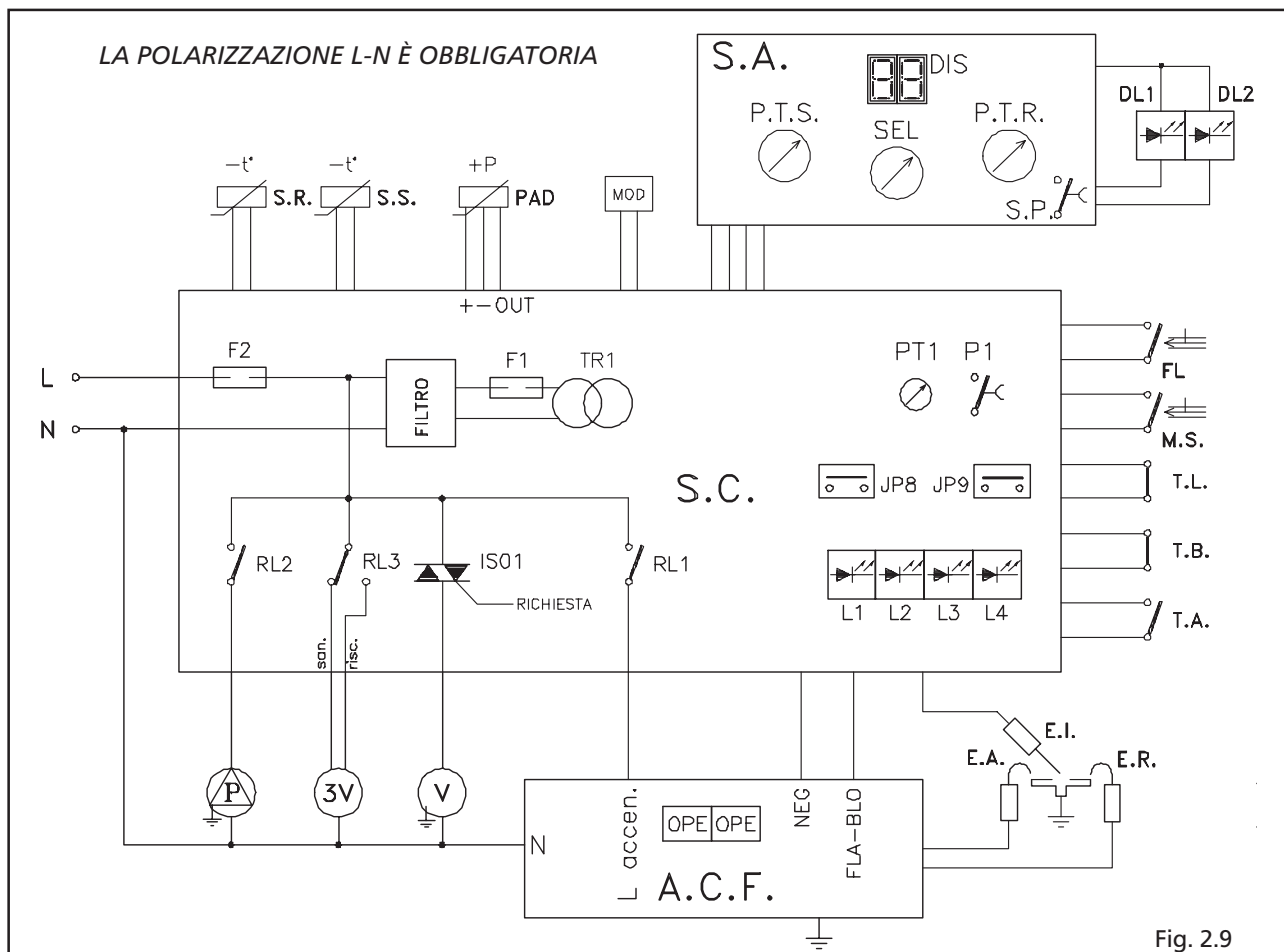 LA POLARIZZAZIONE L-N È OBBLIGATORIA
S.A.
DIS
P.T.S.
SEL
P.T.R.
S.P.
DL1
DL2
-t°
S.R.
-t°
S.S.
+P
PAD
MOD
+-OUT
L
N
F2
FILTRO
F1
TR1
PT1
P1
S.C.
JP8
JP9
FL
M.S.
T.L.
T.B.
T.A.
RL2
RL3
ISO1
RICHIESTA
RL1
L1
L2
L3
L4
san.
risc.
P
3V
V
N
L accen.
OPE
OPE
NEG
FLA-BLO
A.C.F.
E.I.
E.A.
E.R.
Fig. 2.9